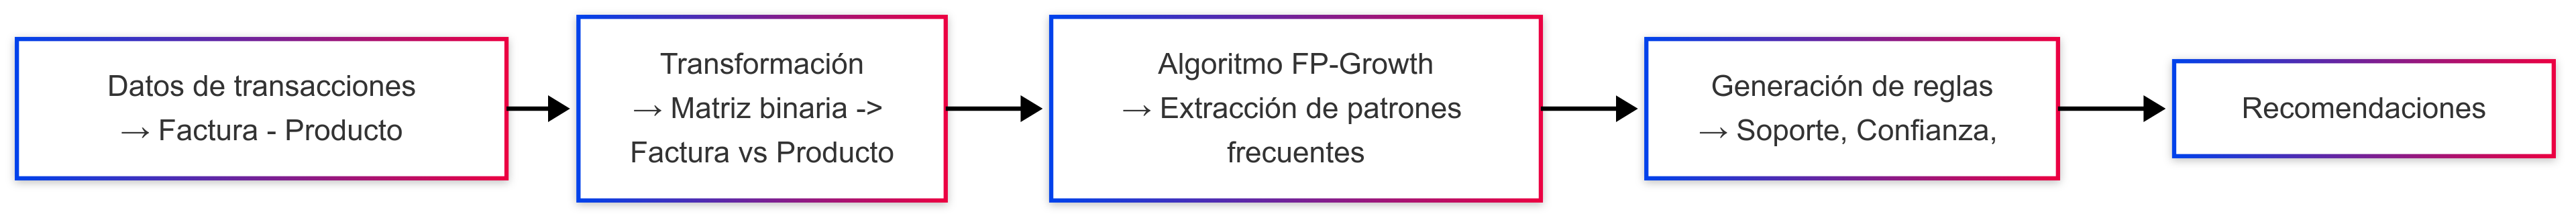 Datos de transacciones
→ Factura - Producto
Transformación
→ Matriz binaria ->
Factura vs Producto
Algoritmo FP-Growth
→ Extracción de patrones
frecuentes
Generación de reglas
→ Soporte, Confianza,
Recomendaciones